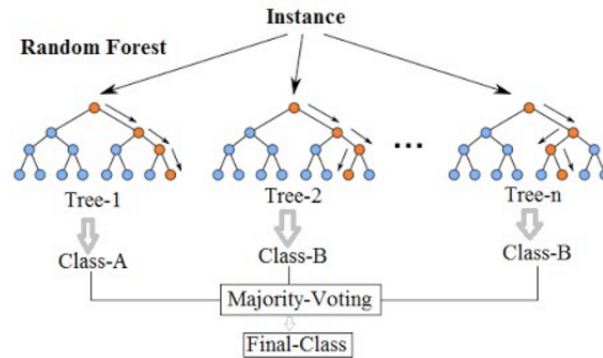 Instance
Random Forest
...
Tree-1 Tree-2 Tree-n
Class-A Class-B Class-B
Majority-Voting
Final-Class